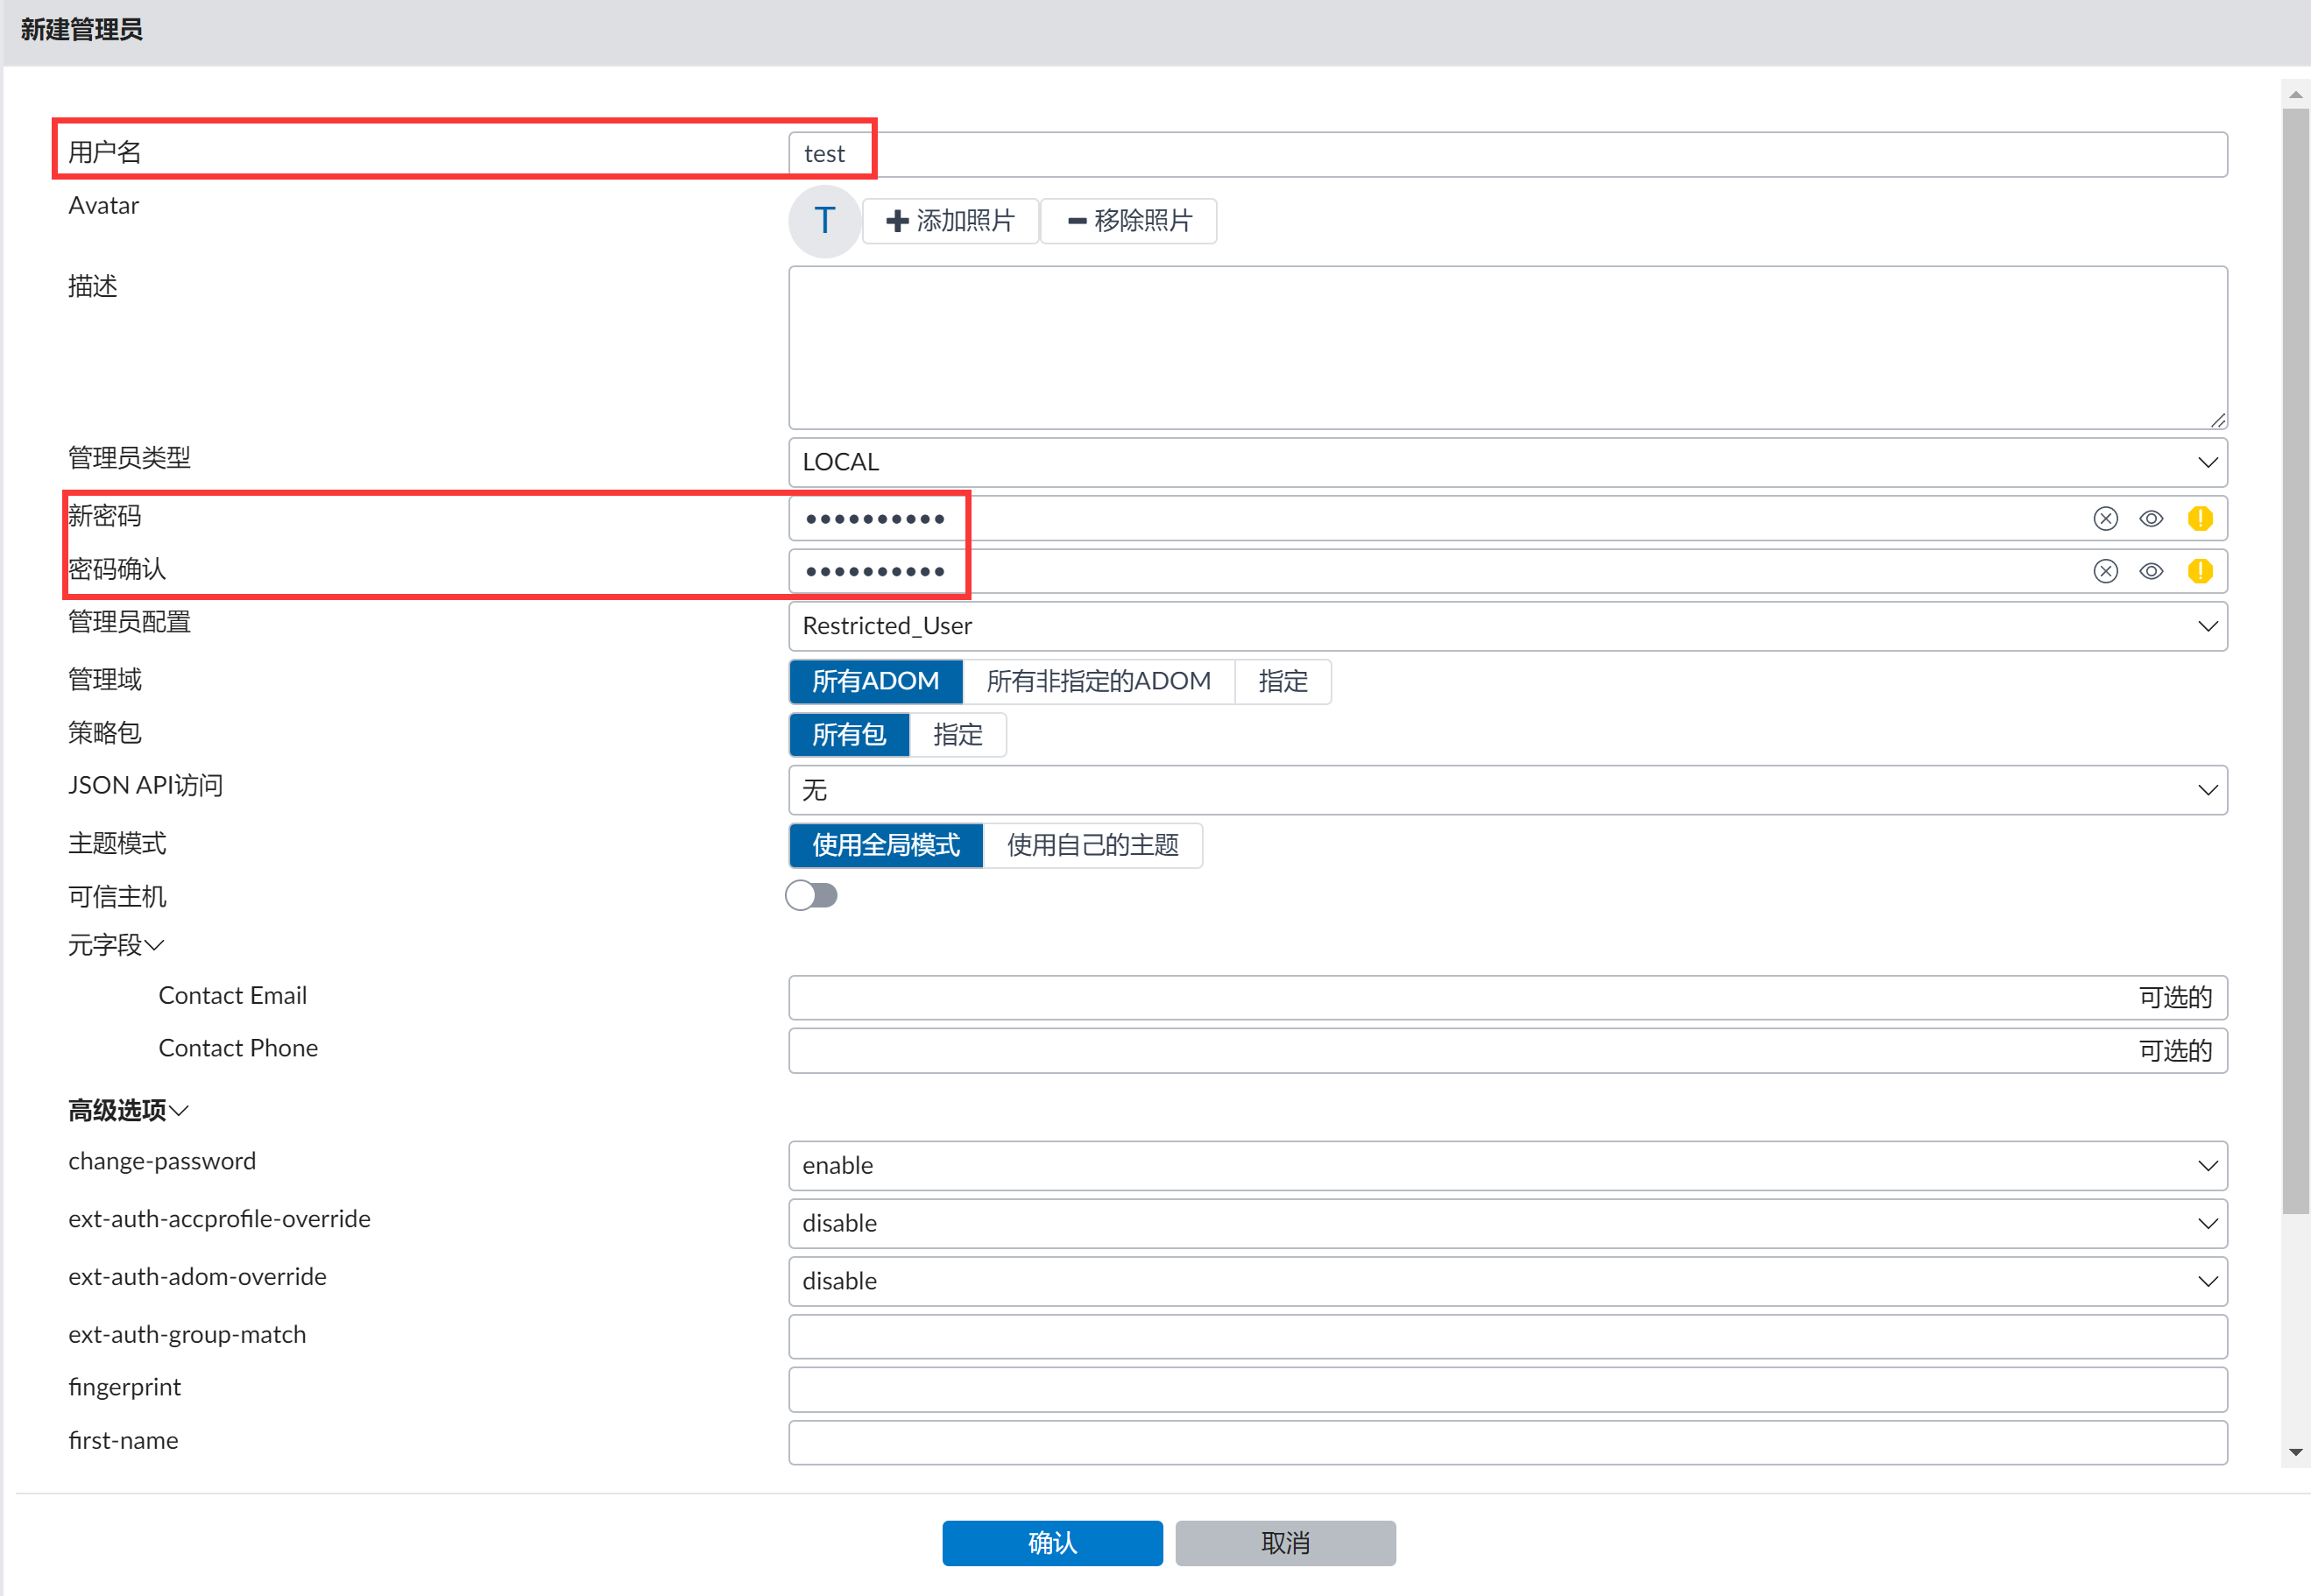 新建管理员
用户名 test
Avatar T 添加照片 移除照片
描述
管理员类型 LOCAL
新密码 ••••••••••
密码确认 ••••••••••
管理员配置 Restricted_User
管理域 所有ADOM 所有非指定的ADOM 指定
策略包 所有包 指定
JSON API访问 无
主题模式 使用全局模式 使用自己的主题
可信主机
元字段
Contact Email 可选的
Contact Phone 可选的
高级选项
change-password enable
ext-auth-accprofile-override disable
ext-auth-adom-override disable
ext-auth-group-match
fingerprint
first-name
确认 取消